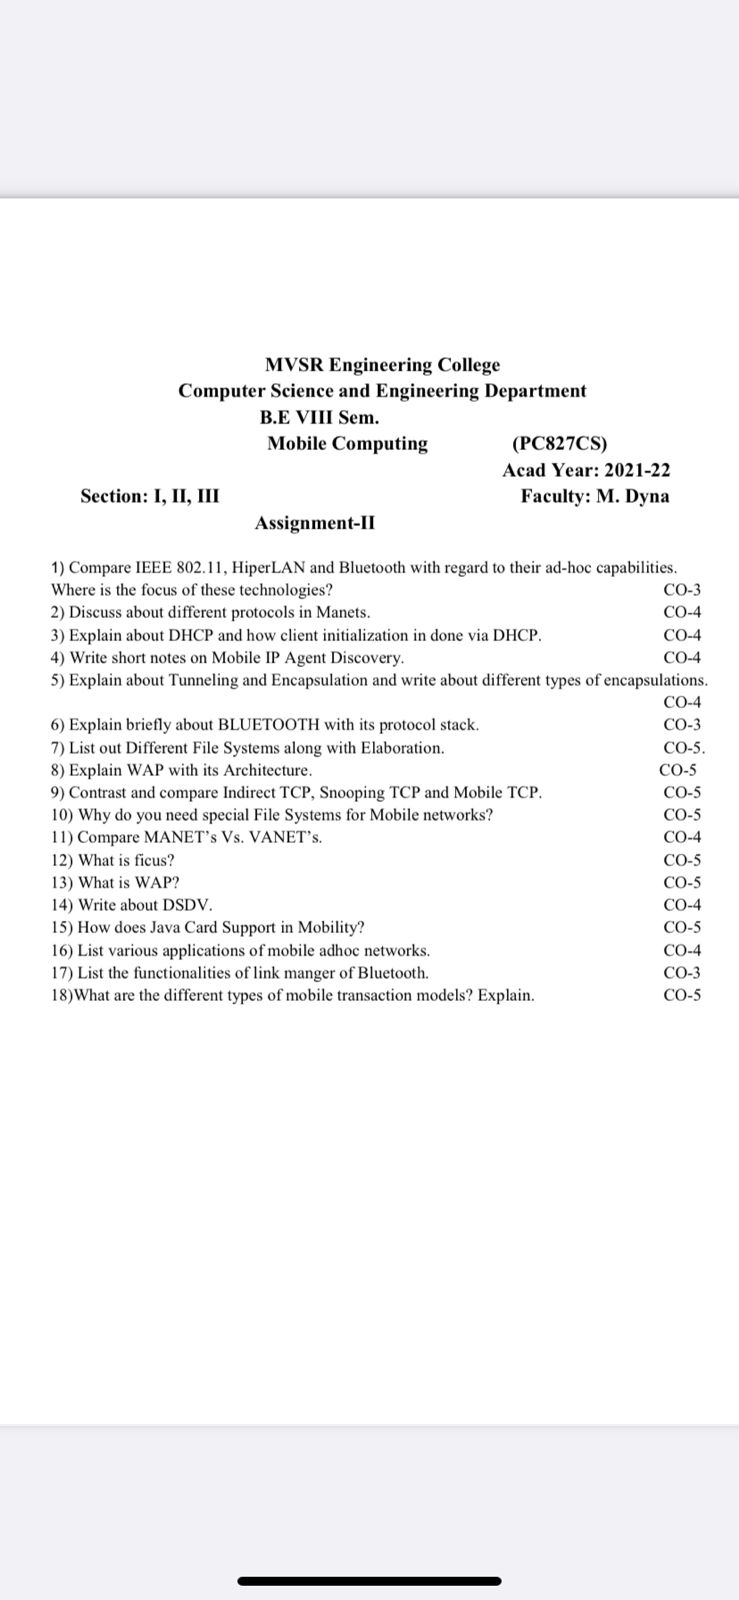 MVSR Engineering College
Computer Science and Engineering Department
B.E VIII Sem.
Mobile Computing (PC827CS)
Acad Year: 2021-22
Section: I, II, III Faculty: M. Dyna
Assignment-II
1) Compare IEEE 802.11, HiperLAN and Bluetooth with regard to their ad-hoc capabilities.
Where is the focus of these technologies? CO-3
2) Discuss about different protocols in Manets. CO-4
3) Explain about DHCP and how client initialization in done via DHCP. CO-4
4) Write short notes on Mobile IP Agent Discovery. CO-4
5) Explain about Tunneling and Encapsulation and write about different types of encapsulations.
CO-4
6) Explain briefly about BLUETOOTH with its protocol stack. CO-3
7) List out Different File Systems along with Elaboration. CO-5.
8) Explain WAP with its Architecture. CO-5
9) Contrast and compare Indirect TCP, Snooping TCP and Mobile TCP. CO-5
10) Why do you need special File Systems for Mobile networks? CO-5
11) Compare MANET's Vs. VANET's. CO-4
12) What is ficus? CO-5
13) What is WAP? CO-5
14) Write about DSDV. CO-4
15) How does Java Card Support in Mobility? CO-5
16) List various applications of mobile adhoc networks. CO-4
17) List the functionalities of link manger of Bluetooth. CO-3
18)What are the different types of mobile transaction models? Explain. CO-5